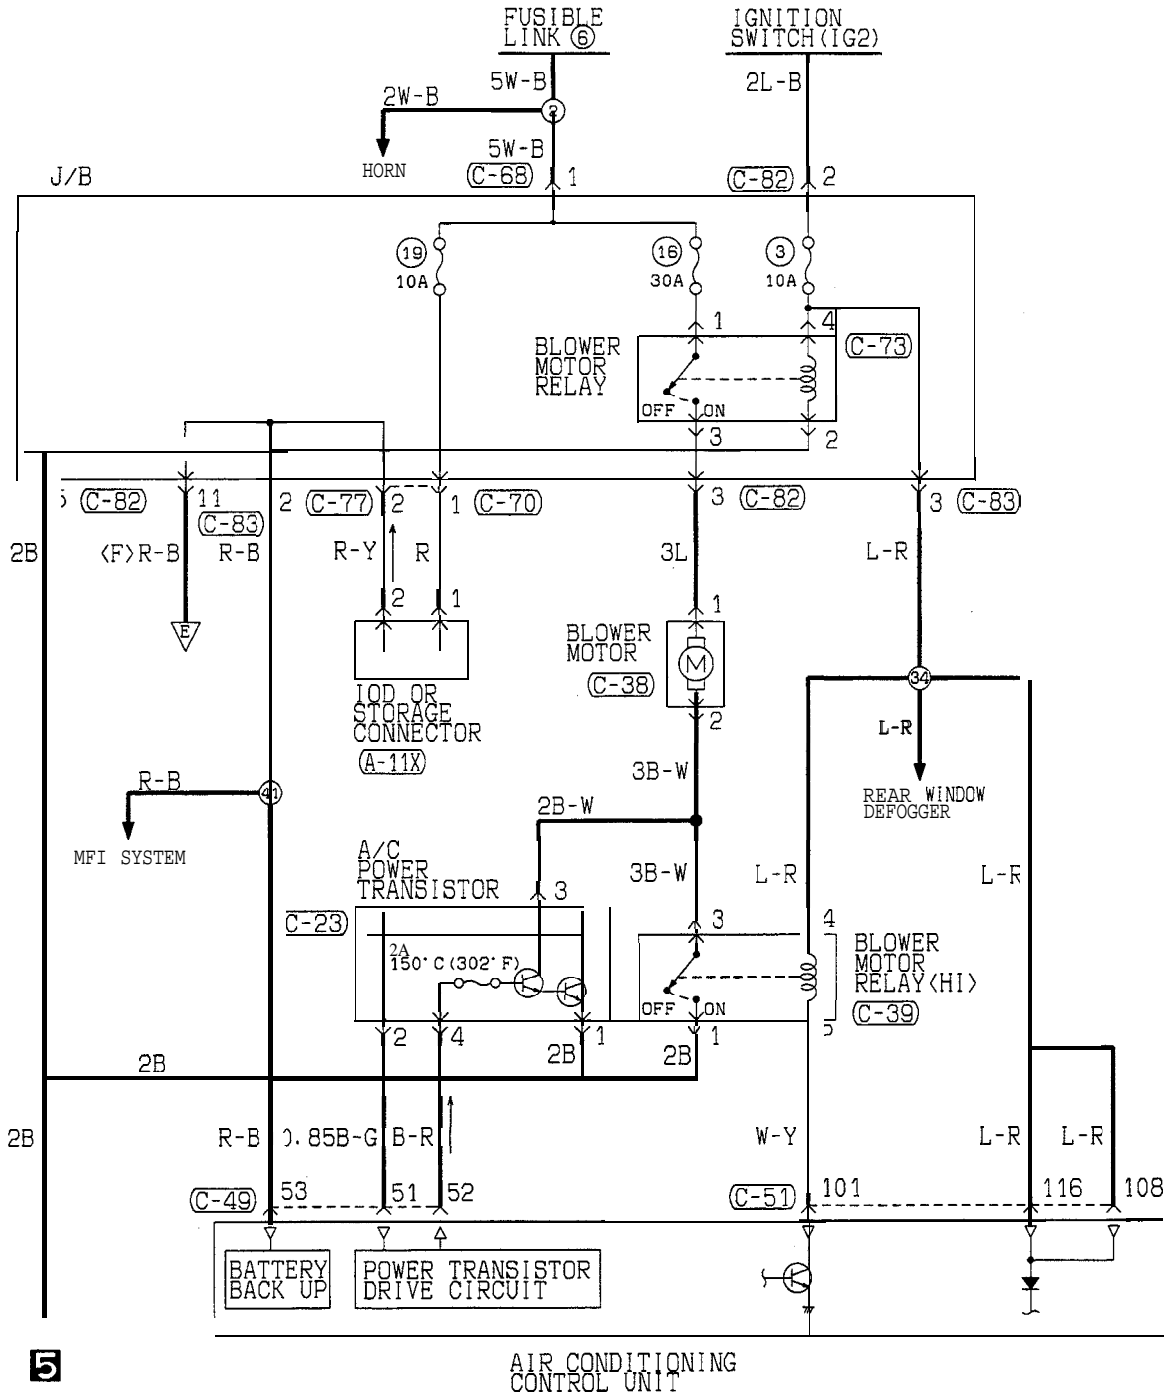 FUSIBLE
LINK ⑥
IGNITION
SWITCH(IG2)
5W-B
2L-B
2W-B
2
5W-B
HORN
J/B
C-68
1
C-82
2
19
10A
16
30A
3
10A
1
4
C-73
BLOWER
MOTOR
RELAY
OFF
ON
3
2
C-82
11
C-83
2
C-77
2
1
C-70
3
C-82
3
C-83
2B
<F>R-B
R-B
R-Y
R
3L
L-R
2
1
1
E
BLOWER
MOTOR
C-38
M
2
34
L-R
IOD OR
STORAGE
CONNECTOR
A-11X
REAR WINDOW
DEFOGGER
R-B
41
MFI SYSTEM
3B-W
2B-W
A/C
POWER
TRANSISTOR
3B-W
L-R
L-R
3
3
4
C-23
2A
150°C(302°F)
BLOWER
MOTOR
RELAY<HI>
C-39
OFF
ON
2
4
1
1
5
2B
2B
2B
2B
R-B
0.85B-G
B-R
W-Y
L-R
L-R
C-49
53
51
52
C-51
101
116
108
BATTERY
BACK UP
POWER TRANSISTOR
DRIVE CIRCUIT
5
AIR CONDITIONING
CONTROL UNIT